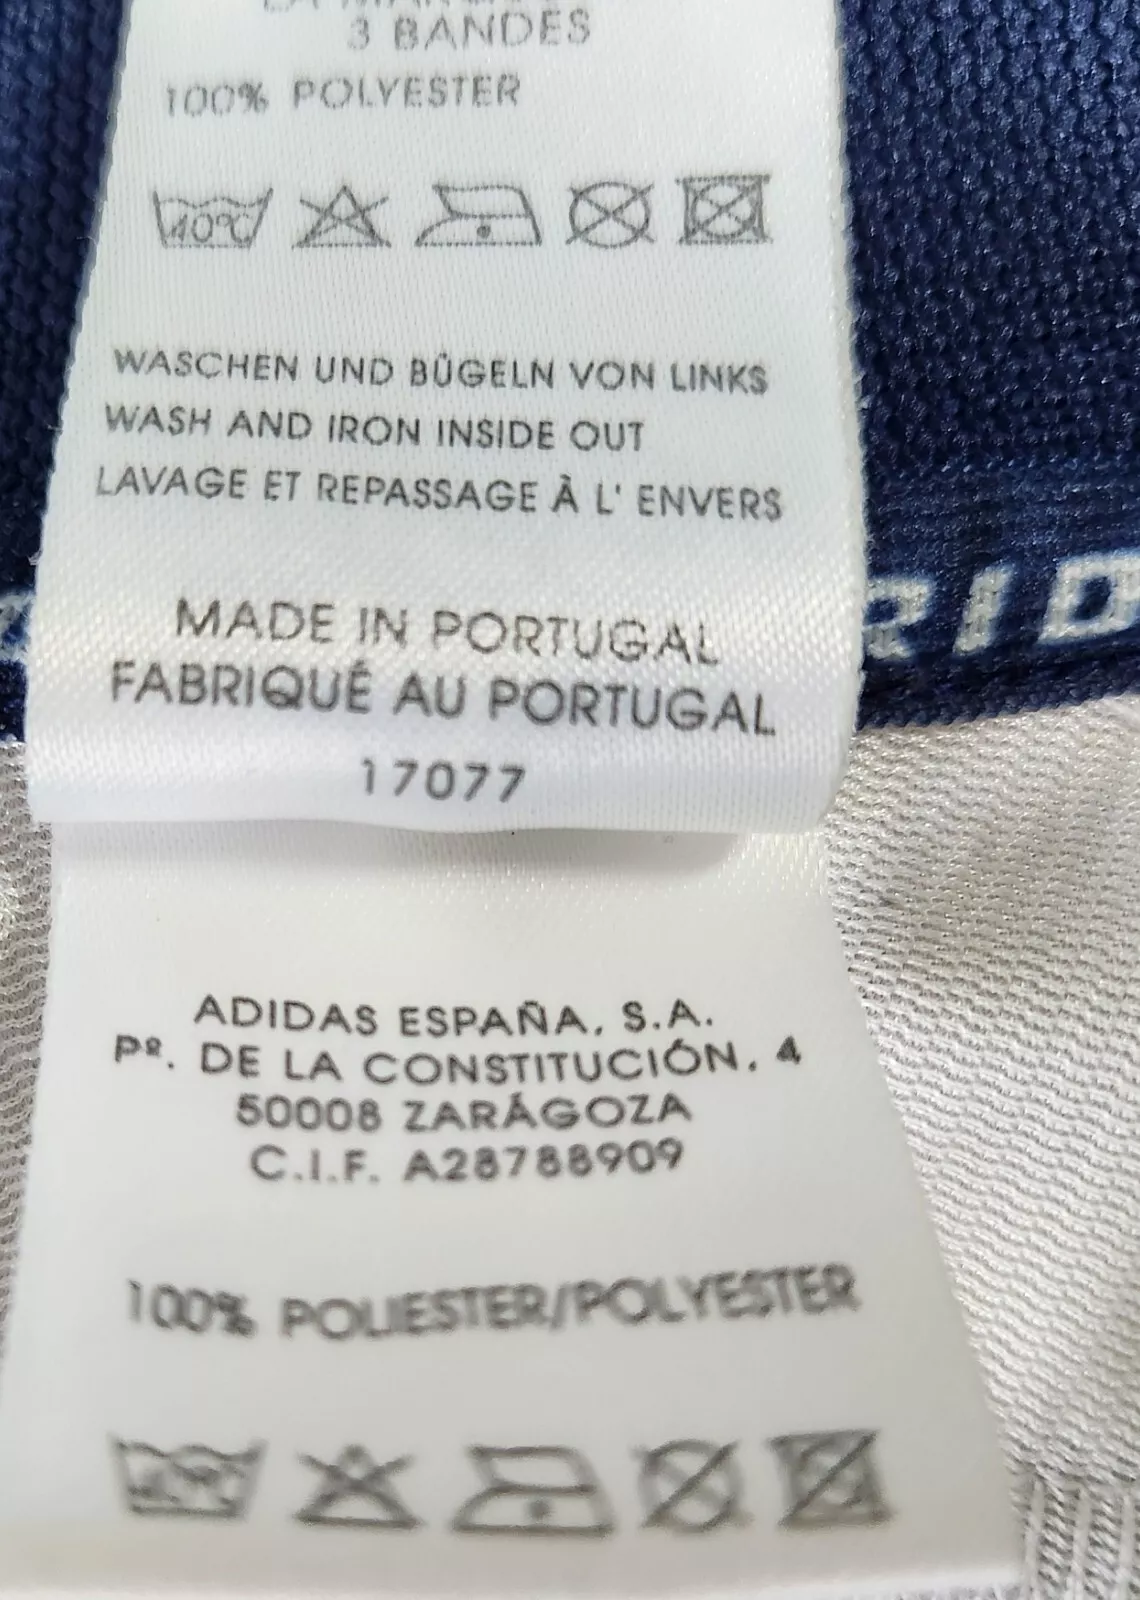 3 BANDES
100% POLYESTER
40°C
WASCHEN UND BÜGELN VON LINKS
WASH AND IRON INSIDE OUT
LAVAGE ET REPASSAGE À L' ENVERS
RID
MADE IN PORTUGAL
FABRIQUÉ AU PORTUGAL
17077
ADIDAS ESPAÑA, S.A.
Pº. DE LA CONSTITUCIÓN, 4
50008 ZARÁGOZA
C.I.F. A28788909
100% POLIESTER/POLYESTER